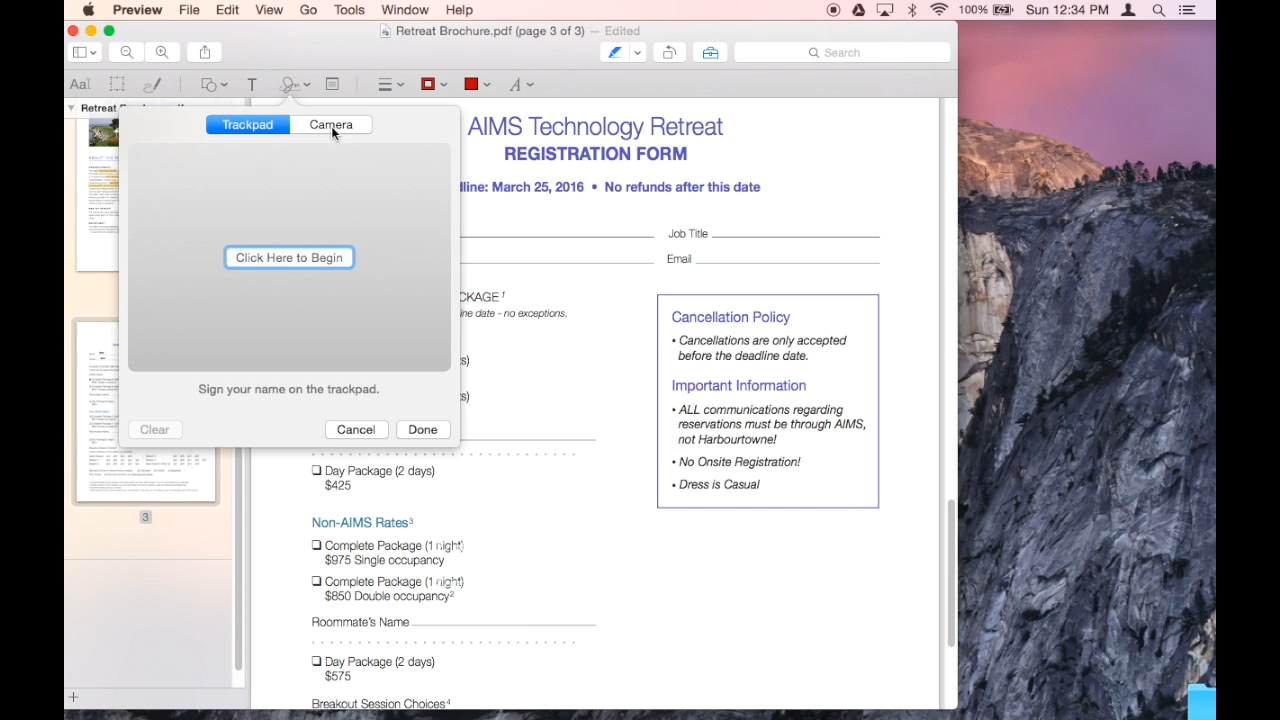 Preview File Edit View Go Tools Window Help 100% Sun 12:34 PM
Retreat Brochure.pdf (page 3 of 3) — Edited
Search
AaI T A
Retreat
Trackpad Camera
AIMS Technology Retreat
REGISTRATION FORM
line: March 25, 2016 • No refunds after this date
Job Title
Email
Click Here to Begin
CKAGE¹
ine date - no exceptions.
s)
s)
Cancellation Policy
• Cancellations are only accepted
before the deadline date.
Important Information
• ALL communications regarding
reservations must be through AIMS,
not Harbourtowne!
• No Onsite Registration!
• Dress is Casual
Sign your name on the trackpad.
Clear Cancel Done
❑ Day Package (2 days)
$425
3
Non-AIMS Rates³
❑ Complete Package (1 night)
$975 Single occupancy
❑ Complete Package (1 night)
$850 Double occupancy²
Roommate's Name
❑ Day Package (2 days)
$575
Breakout Session Choices⁴